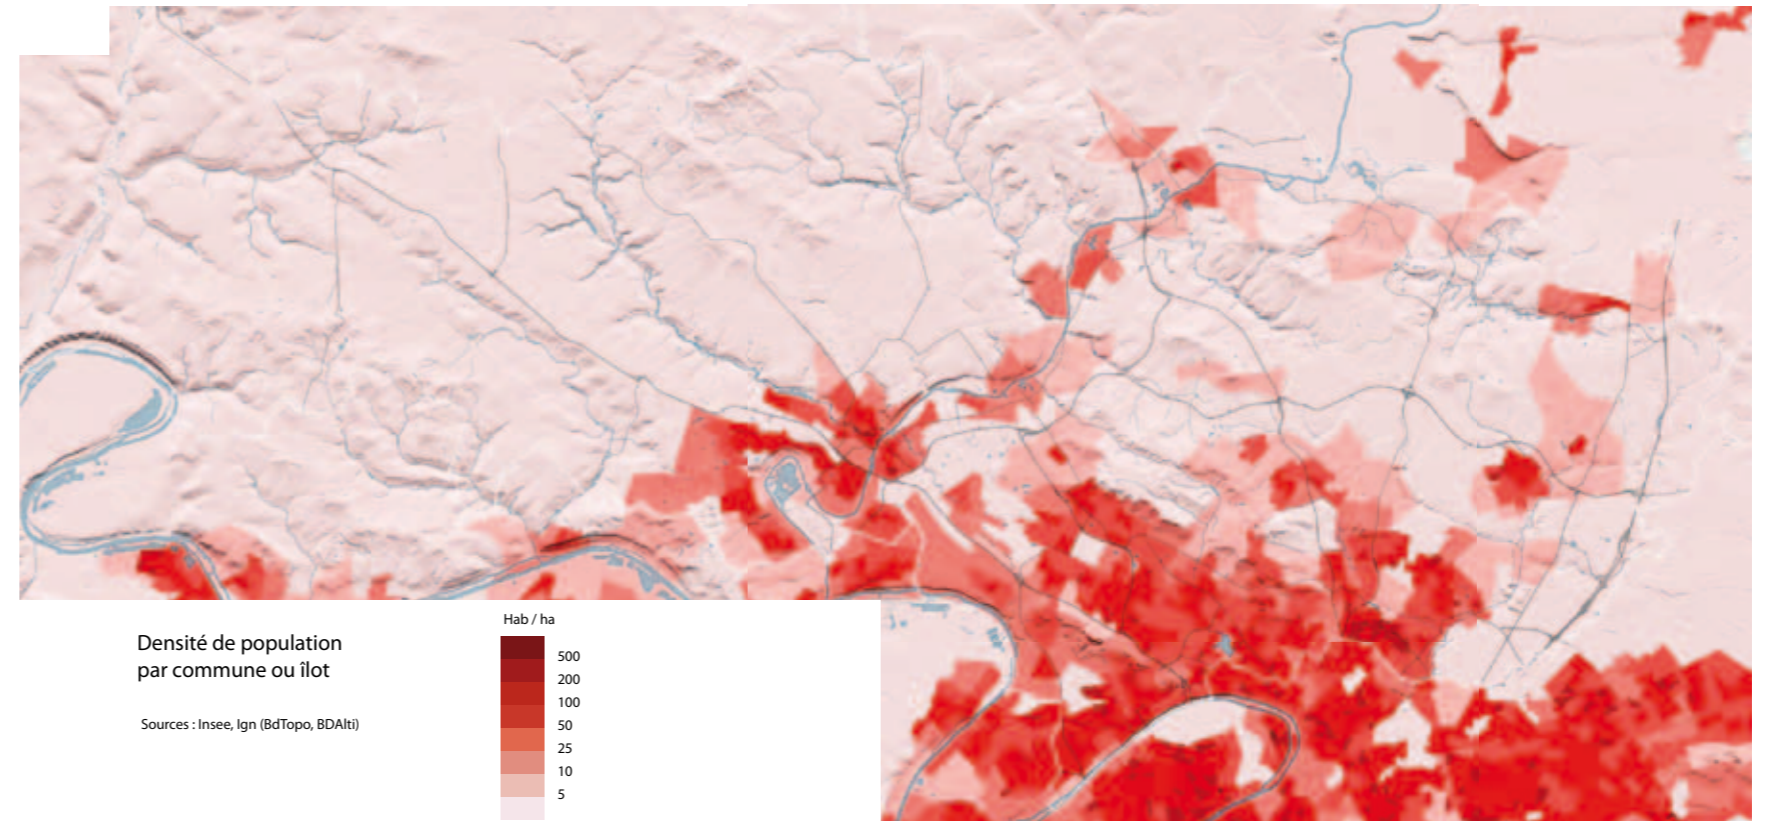 Densité de population
par commune ou îlot
Sources : Insee, Ign (BdTopo, BDAlti)
Hab / ha
500
200
100
50
25
10
5